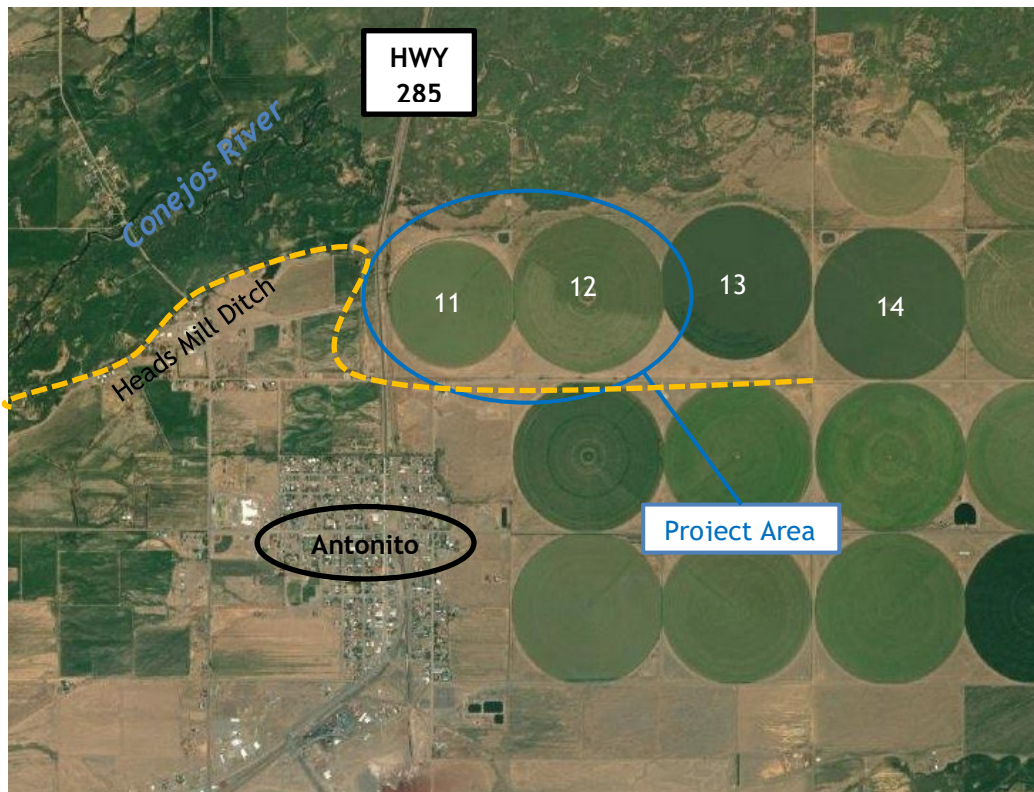 HWY
285
Conejos River
Heads Mill Ditch
11
12
13
14
Project Area
Antonito